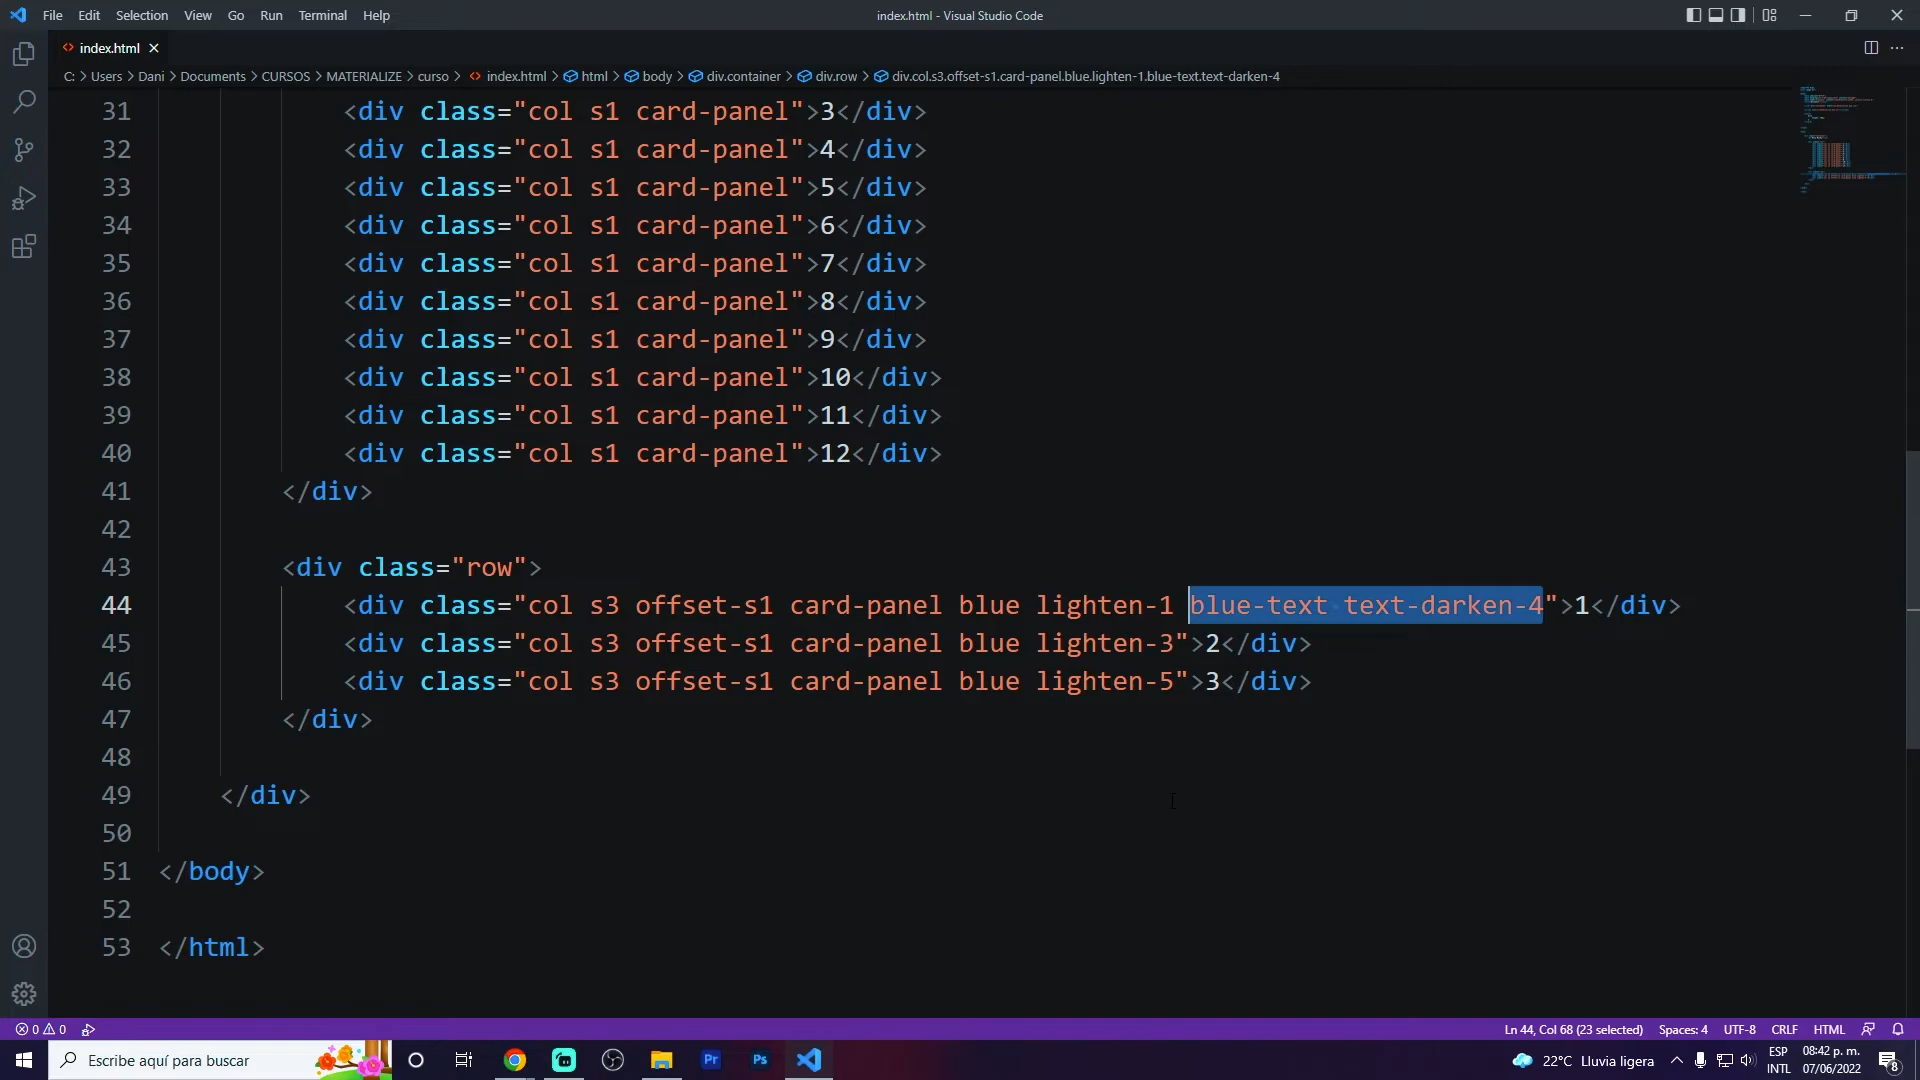 File Edit Selection View Go Run Terminal Help
index.html - Visual Studio Code
index.html
C: > Users > Dani > Documents > CURSOS > MATERIALIZE > curso > index.html > html > body > div.container > div.row > div.col.s3.offset-s1.card-panel.blue.lighten-1.blue-text.text-darken-4
31 <div class="col s1 card-panel">3</div>
32 <div class="col s1 card-panel">4</div>
33 <div class="col s1 card-panel">5</div>
34 <div class="col s1 card-panel">6</div>
35 <div class="col s1 card-panel">7</div>
36 <div class="col s1 card-panel">8</div>
37 <div class="col s1 card-panel">9</div>
38 <div class="col s1 card-panel">10</div>
39 <div class="col s1 card-panel">11</div>
40 <div class="col s1 card-panel">12</div>
41 </div>
42
43 <div class="row">
44 <div class="col s3 offset-s1 card-panel blue lighten-1 blue-text text-darken-4">1</div>
45 <div class="col s3 offset-s1 card-panel blue lighten-3">2</div>
46 <div class="col s3 offset-s1 card-panel blue lighten-5">3</div>
47 </div>
48
49 </div>
50
51 </body>
52
53 </html>
0 0
Ln 44, Col 68 (23 selected) Spaces: 4 UTF-8 CRLF HTML
Escribe aquí para buscar
Pr Ps
22°C Lluvia ligera
ESP 08:42 p. m.
INTL 07/06/2022
8